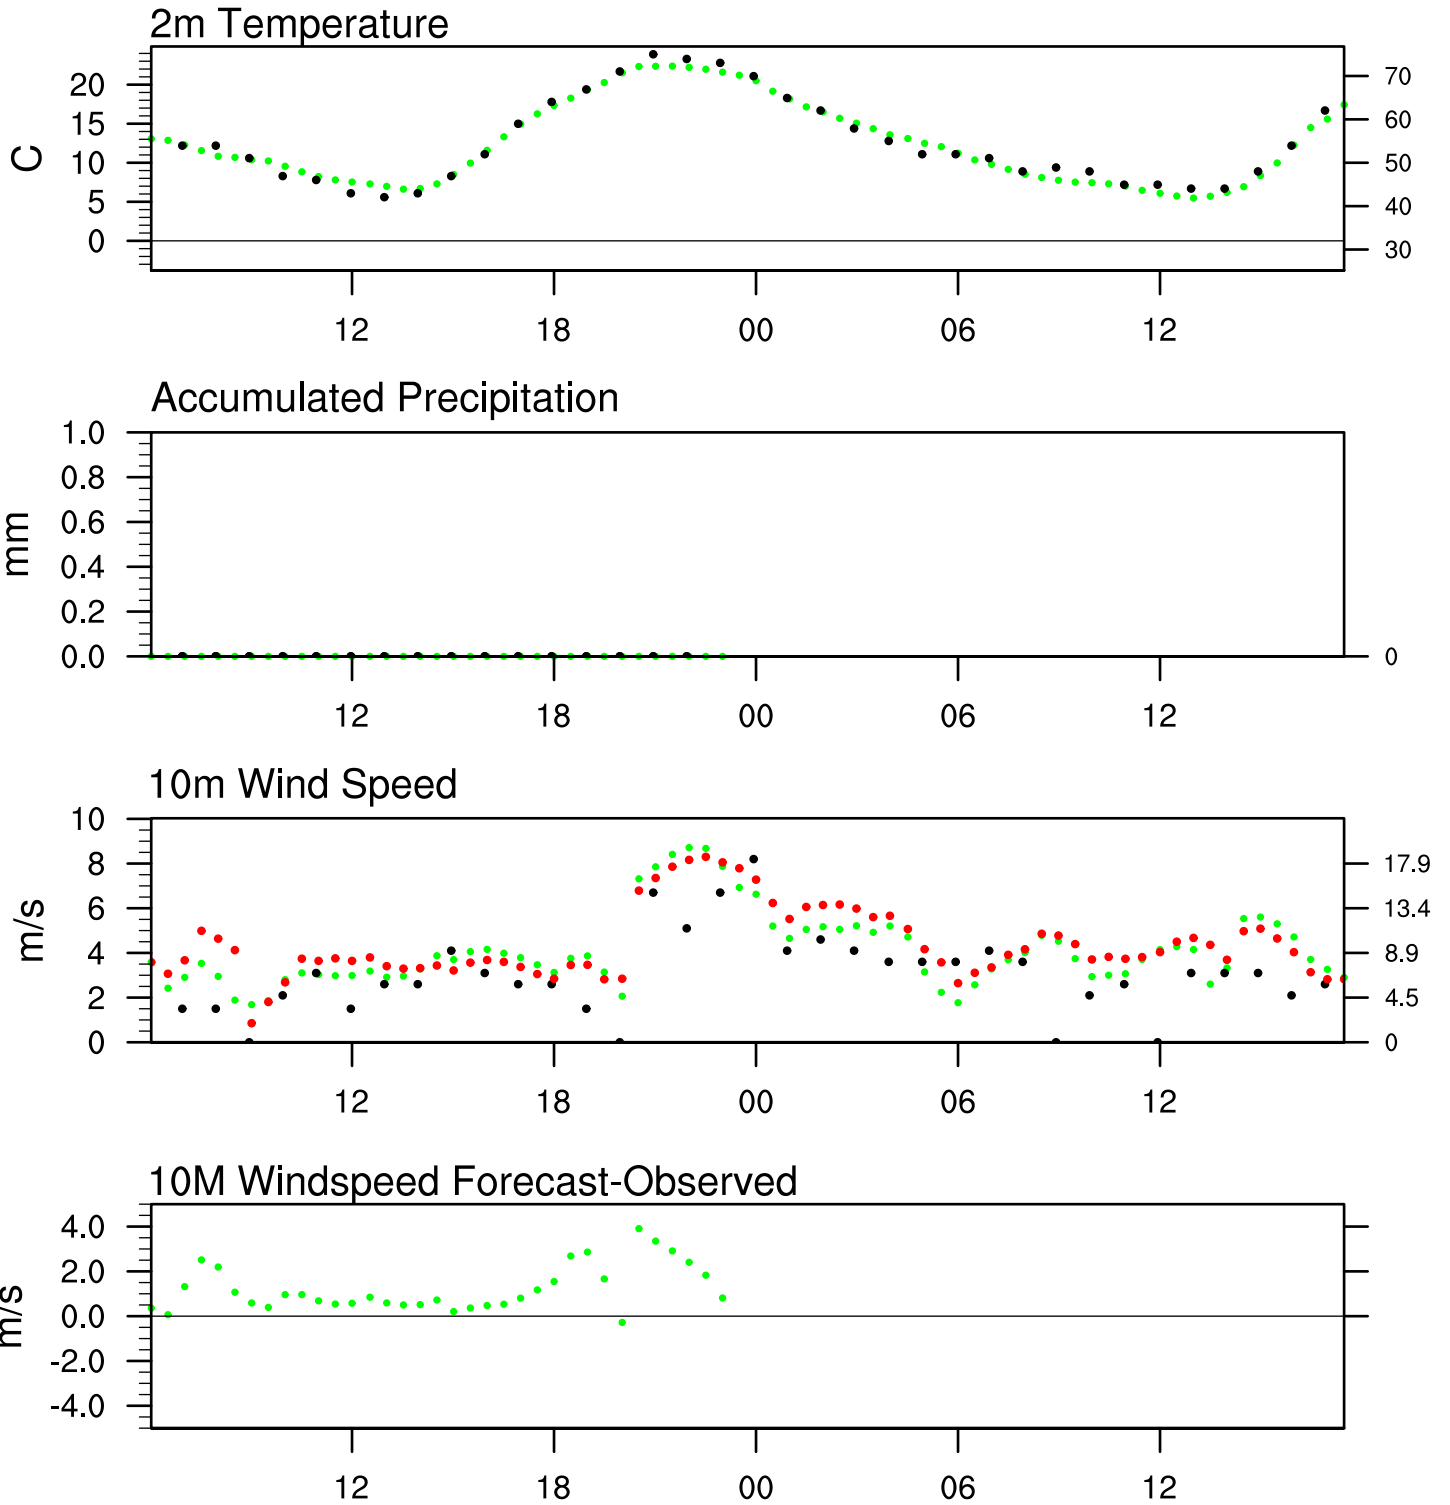 2m Temperature
20
15
10
5
0
C
70
60
50
40
30
12 18 00 06 12
Accumulated Precipitation
1.0
0.8
0.6
0.4
0.2
0.0
mm
0
12 18 00 06 12
10m Wind Speed
10
8
6
4
2
0
m/s
17.9
13.4
8.9
4.5
0
12 18 00 06 12
10M Windspeed Forecast-Observed
4.0
2.0
0.0
-2.0
-4.0
m/s
12 18 00 06 12